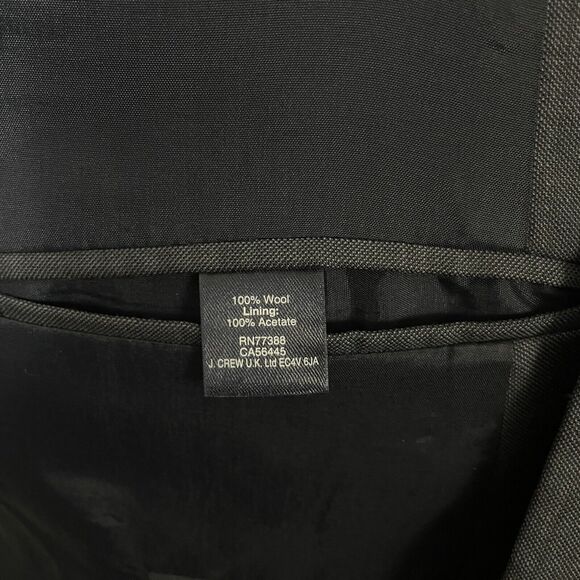 100% Wool
Lining:
100% Acetate
RN77388
CA56445
J. CREW U.K. Ltd EC4V 6JA